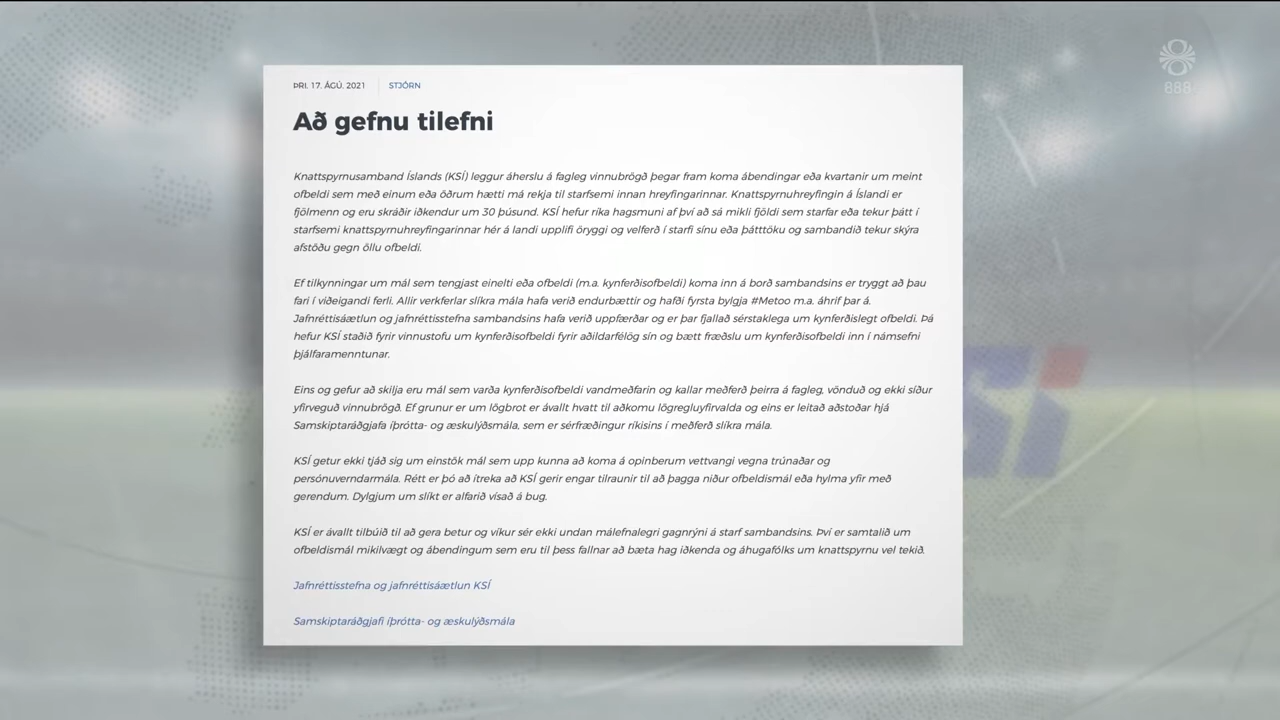 ÞRI. 17. ÁGÚ. 2021 STJÓRN
888
Að gefnu tilefni
Knattspyrnusamband Íslands (KSÍ) leggur áherslu á fagleg vinnubrögð þegar fram koma ábendingar eða kvartanir um meint
ofbeldi sem með einum eða öðrum hætti má rekja til starfsemi innan hreyfingarinnar. Knattspyrnuhreyfingin á Íslandi er
fjölmenn og eru skráðir iðkendur um 30 þúsund. KSÍ hefur ríka hagsmuni af því að sá mikli fjöldi sem starfar eða tekur þátt í
starfsemi knattspyrnuhreyfingarinnar hér á landi upplifi öryggi og velferð í starfi sínu eða þátttöku og sambandið tekur skýra
afstöðu gegn öllu ofbeldi.
Ef tilkynningar um mál sem tengjast einelti eða ofbeldi (m.a. kynferðisofbeldi) koma inn á borð sambandsins er tryggt að þau
fari í viðeigandi ferli. Allir verkferlar slíkra mála hafa verið endurbættir og hafði fyrsta bylgja #Metoo m.a. áhrif þar á.
Jafnréttisáætlun og jafnréttisstefna sambandsins hafa verið uppfærðar og er þar fjallað sérstaklega um kynferðislegt ofbeldi. Þá
hefur KSÍ staðið fyrir vinnustofu um kynferðisofbeldi fyrir aðildarfélög sín og bætt fræðslu um kynferðisofbeldi inn í námsefni
þjálfaramenntunar.
Eins og gefur að skilja eru mál sem varða kynferðisofbeldi vandmeðfarin og kallar meðferð þeirra á fagleg, vönduð og ekki síður
yfirveguð vinnubrögð. Ef grunur er um lögbrot er ávallt hvatt til aðkomu lögregluyfirvalda og eins er leitað aðstoðar hjá
Samskiptaráðgjafa íþrótta- og æskulýðsmála, sem er sérfræðingur ríkisins í meðferð slíkra mála.
KSÍ getur ekki tjáð sig um einstök mál sem upp kunna að koma á opinberum vettvangi vegna trúnaðar og
persónuverndarmála. Rétt er þó að ítreka að KSÍ gerir engar tilraunir til að þagga niður ofbeldismál eða hylma yfir með
gerendum. Dylgjum um slíkt er alfarið vísað á bug.
KSÍ er ávallt tilbúið til að gera betur og víkur sér ekki undan málefnalegri gagnrýni á starf sambandsins. Því er samtalið um
ofbeldismál mikilvægt og ábendingum sem eru til þess fallnar að bæta hag iðkenda og áhugafólks um knattspyrnu vel tekið.
Jafnréttisstefna og jafnréttisáætlun KSÍ
Samskiptaráðgjafi íþrótta- og æskulýðsmála